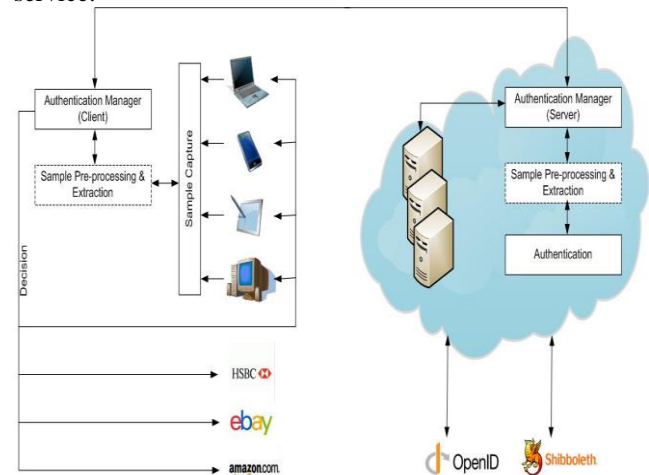 service.
Authentication Manager
(Client)
Sample Pre-processing &
Extraction
Sample Capture
Decision
HSBC
ebay
amazon.com
Authentication Manager
(Server)
Sample Pre-processing &
Extraction
Authentication
OpenID
Shibboleth.